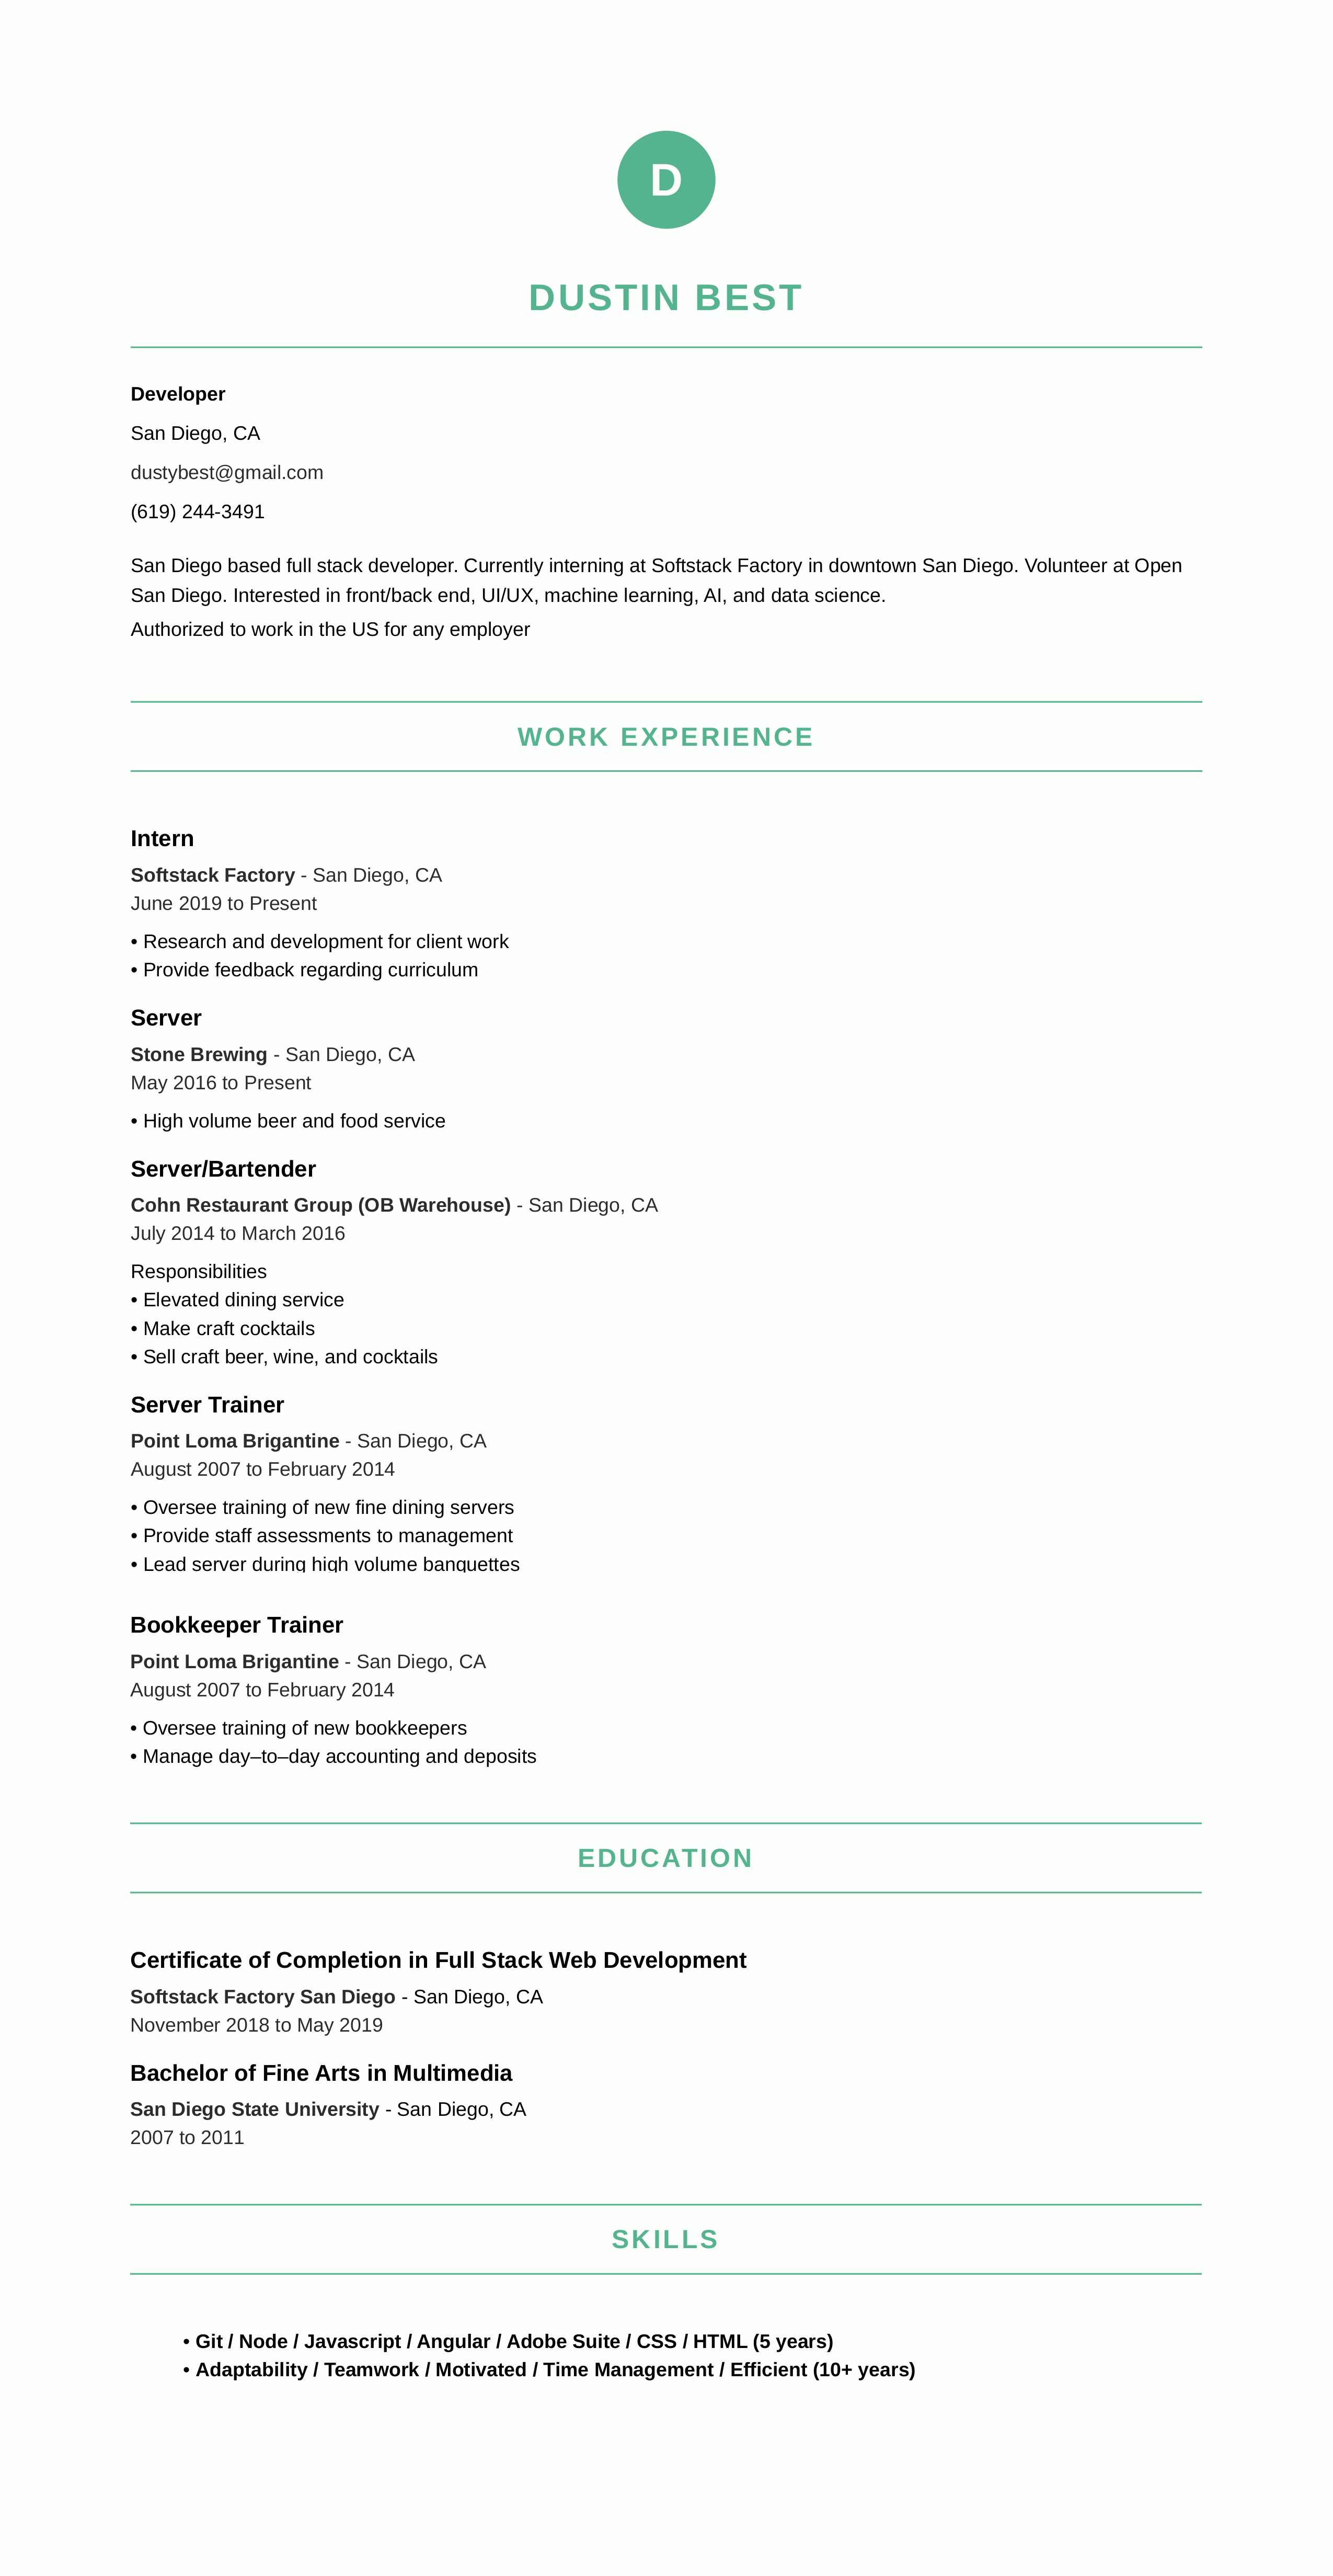 D
DUSTIN BEST
Developer
San Diego, CA
dustybest@gmail.com
(619) 244-3491
San Diego based full stack developer. Currently interning at Softstack Factory in downtown San Diego. Volunteer at Open
San Diego. Interested in front/back end, UI/UX, machine learning, AI, and data science.
Authorized to work in the US for any employer
WORK EXPERIENCE
Intern
Softstack Factory - San Diego, CA
June 2019 to Present
• Research and development for client work
• Provide feedback regarding curriculum
Server
Stone Brewing - San Diego, CA
May 2016 to Present
• High volume beer and food service
Server/Bartender
Cohn Restaurant Group (OB Warehouse) - San Diego, CA
July 2014 to March 2016
Responsibilities
• Elevated dining service
• Make craft cocktails
• Sell craft beer, wine, and cocktails
Server Trainer
Point Loma Brigantine - San Diego, CA
August 2007 to February 2014
• Oversee training of new fine dining servers
• Provide staff assessments to management
• Lead server during high volume banquettes
Bookkeeper Trainer
Point Loma Brigantine - San Diego, CA
August 2007 to February 2014
• Oversee training of new bookkeepers
• Manage day–to–day accounting and deposits
EDUCATION
Certificate of Completion in Full Stack Web Development
Softstack Factory San Diego - San Diego, CA
November 2018 to May 2019
Bachelor of Fine Arts in Multimedia
San Diego State University - San Diego, CA
2007 to 2011
SKILLS
• Git / Node / Javascript / Angular / Adobe Suite / CSS / HTML (5 years)
• Adaptability / Teamwork / Motivated / Time Management / Efficient (10+ years)